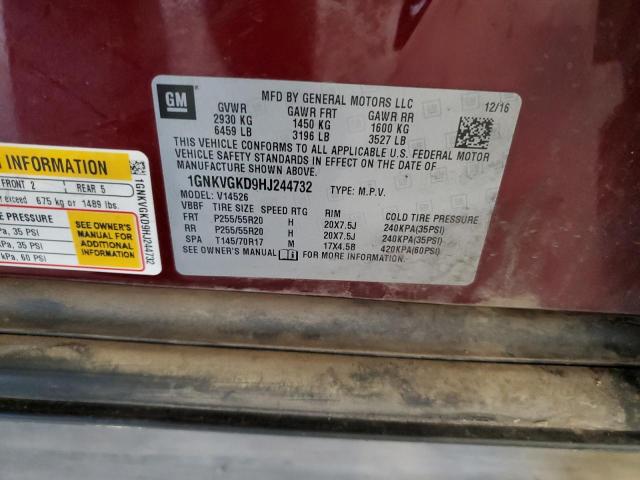 GM
MFD BY GENERAL MOTORS LLC 12/16
GVWR GAWR FRT GAWR RR
2930 KG 1450 KG 1600 KG
6459 LB 3196 LB 3527 LB
THIS VEHICLE CONFORMS TO ALL APPLICABLE U.S. FEDERAL MOTOR
VEHICLE SAFETY STANDARDS IN EFFECT ON THE DATE OF
MANUFACTURE SHOWN ABOVE.
1GNKVGKD9HJ244732 TYPE: M.P.V.
MODEL: V14526
VBBF TIRE SIZE SPEED RTG RIM COLD TIRE PRESSURE
FRT P255/55R20 H 20X7.5J 240KPA(35PSI)
RR P255/55R20 H 20X7.5J 240KPA(35PSI)
SPA T145/70R17 M 17X4.5B 420KPA(60PSI)
SEE OWNER'S MANUAL FOR MORE INFORMATION.
INFORMATION
FRONT 2 REAR 5
exceed 675 kg or 1489 lbs.
PRESSURE
35 PSI
kPa, 35 PSI
kPa, 60 PSI
SEE OWNER'S
MANUAL FOR
ADDITIONAL
INFORMATION
1GNKVGKD9HJ244732